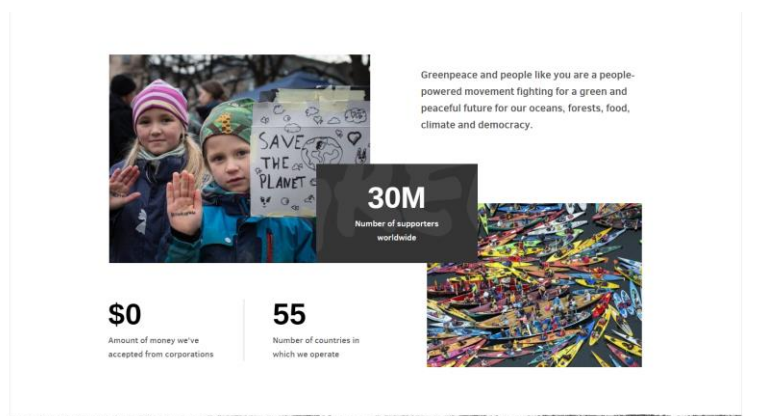 Greenpeace and people like you are a people-
powered movement fighting for a green and
peaceful future for our oceans, forests, food,
climate and democracy.
SAVE
THE
PLANET
30M
Number of supporters
worldwide
$0
Amount of money we've
accepted from corporations
55
Number of countries in
which we operate